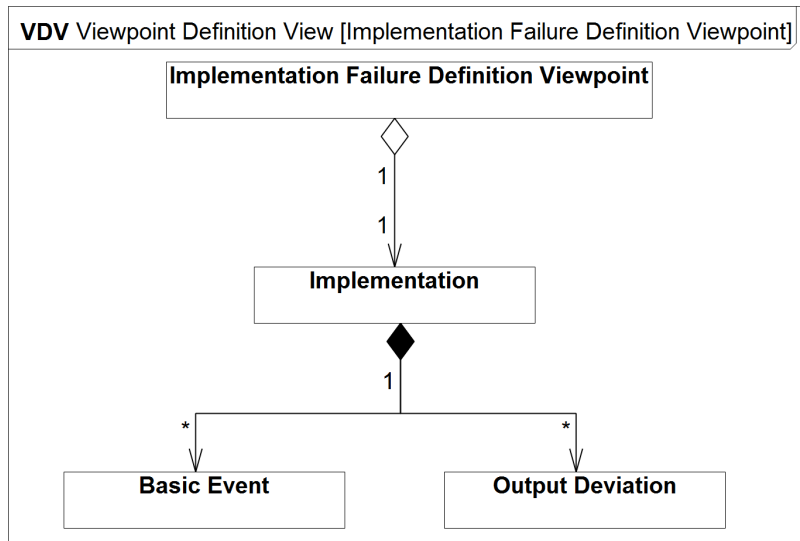 VDV Viewpoint Definition View [Implementation Failure Definition Viewpoint]
Implementation Failure Definition Viewpoint
1
1
Implementation
1
* *
Basic Event Output Deviation